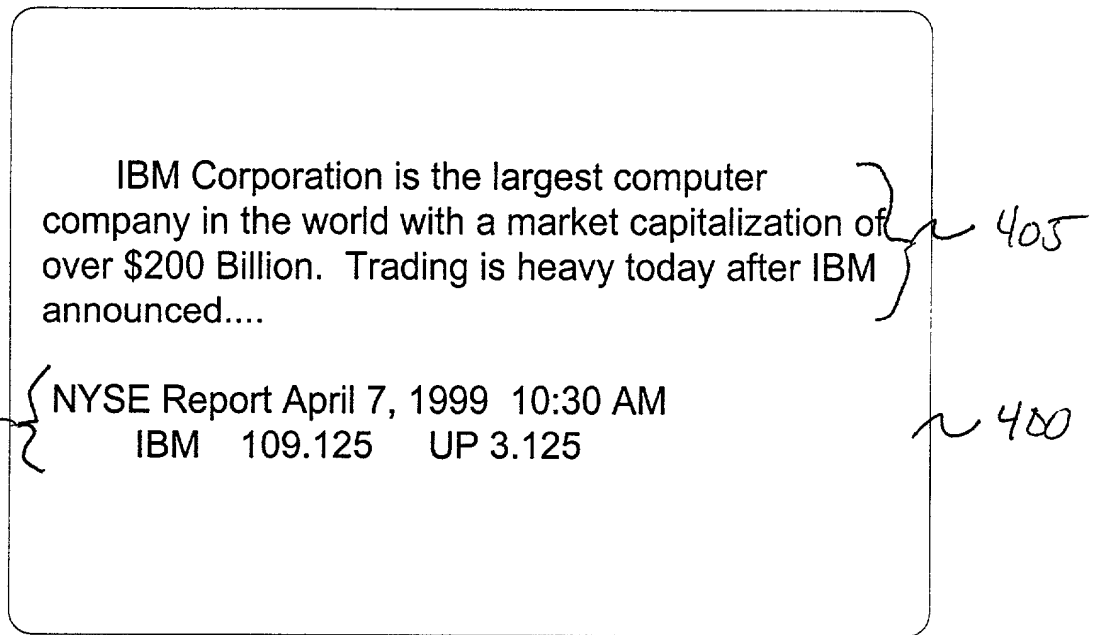 IBM Corporation is the largest computer
company in the world with a market capitalization of
over $200 Billion.  Trading is heavy today after IBM
announced....
405
NYSE Report April 7, 1999  10:30 AM
400
IBM    109.125    UP 3.125